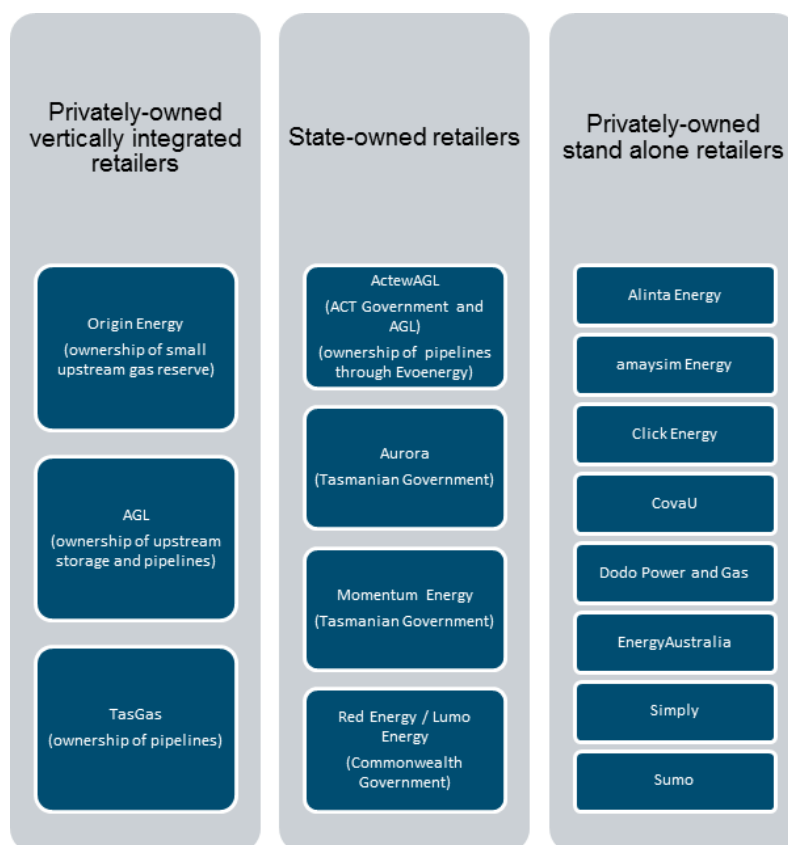 Privately-owned
vertically integrated
retailers
Origin Energy
(ownership of small
upstream gas reserve)
AGL
(ownership of upstream
storage and pipelines)
TasGas
(ownership of pipelines)
State-owned retailers
ActewAGL
(ACT Government and
AGL)
(ownership of pipelines
through Evoenergy)
Aurora
(Tasmanian Government)
Momentum Energy
(Tasmanian Government)
Red Energy / Lumo
Energy
(Commonwealth
Government)
Privately-owned
stand alone retailers
Alinta Energy
amaysim Energy
Click Energy
CovaU
Dodo Power and Gas
EnergyAustralia
Simply
Sumo